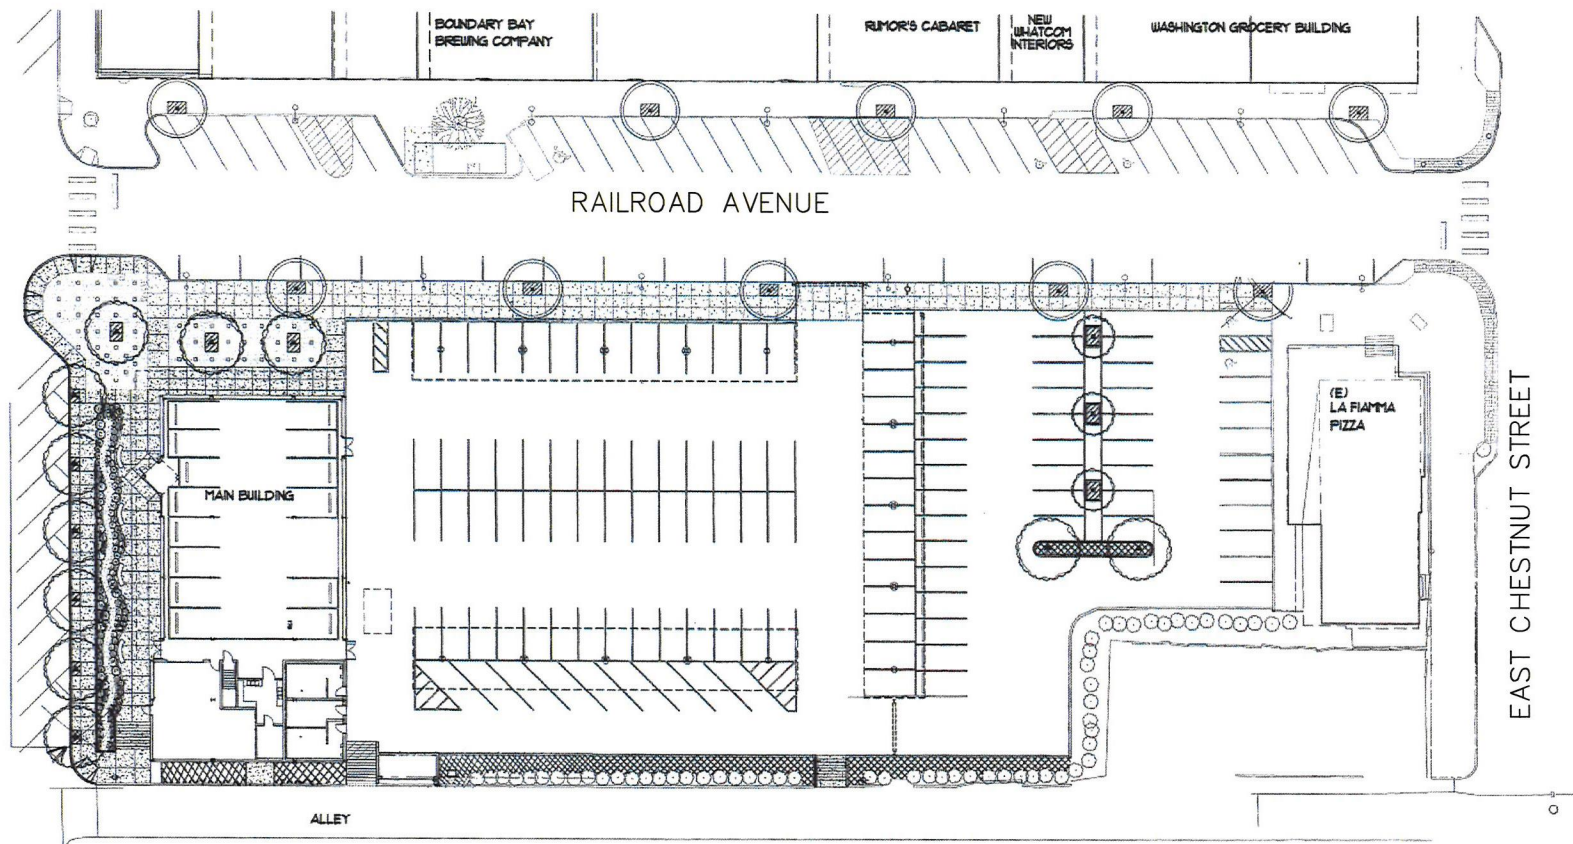 BOUNDARY BAY
BREWING COMPANY
RUMOR'S CABARET
NEW
WHATCOM
INTERIORS
WASHINGTON GROCERY BUILDING
RAILROAD AVENUE
(E)
LA FIAMMA
PIZZA
MAIN BUILDING
EAST CHESTNUT STREET
ALLEY